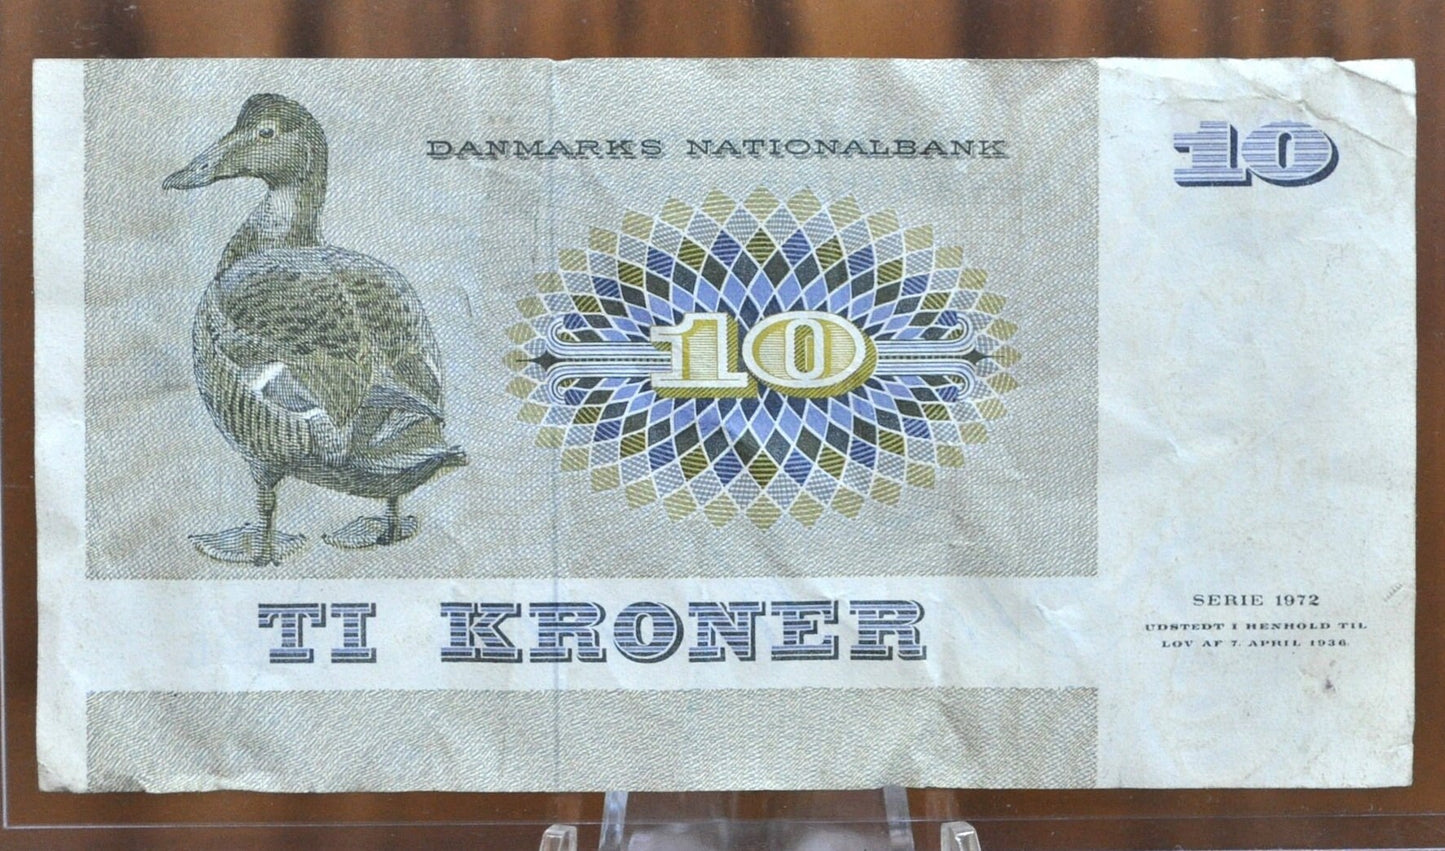 DANMARKS NATIONALBANK
10
10
TI KRONER
SERIE 1972
UDSTEDT I HENHOLD TIL
LOV AF 7. APRIL 1936.